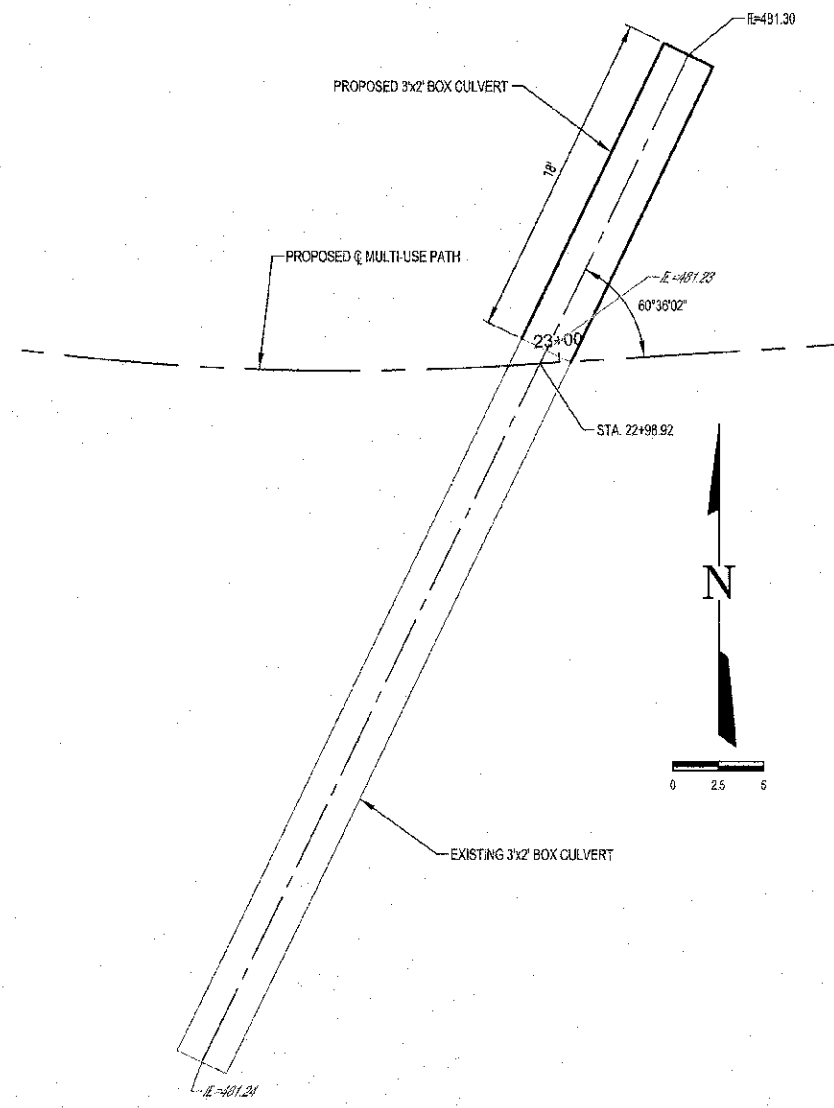 IE=481.30
PROPOSED 3'x2' BOX CULVERT
18'
PROPOSED ℄ MULTI-USE PATH
IE=481.23
60°36'02"
23+00
STA. 22+98.92
N
0 2.5 5
EXISTING 3'x2' BOX CULVERT
IE=481.24